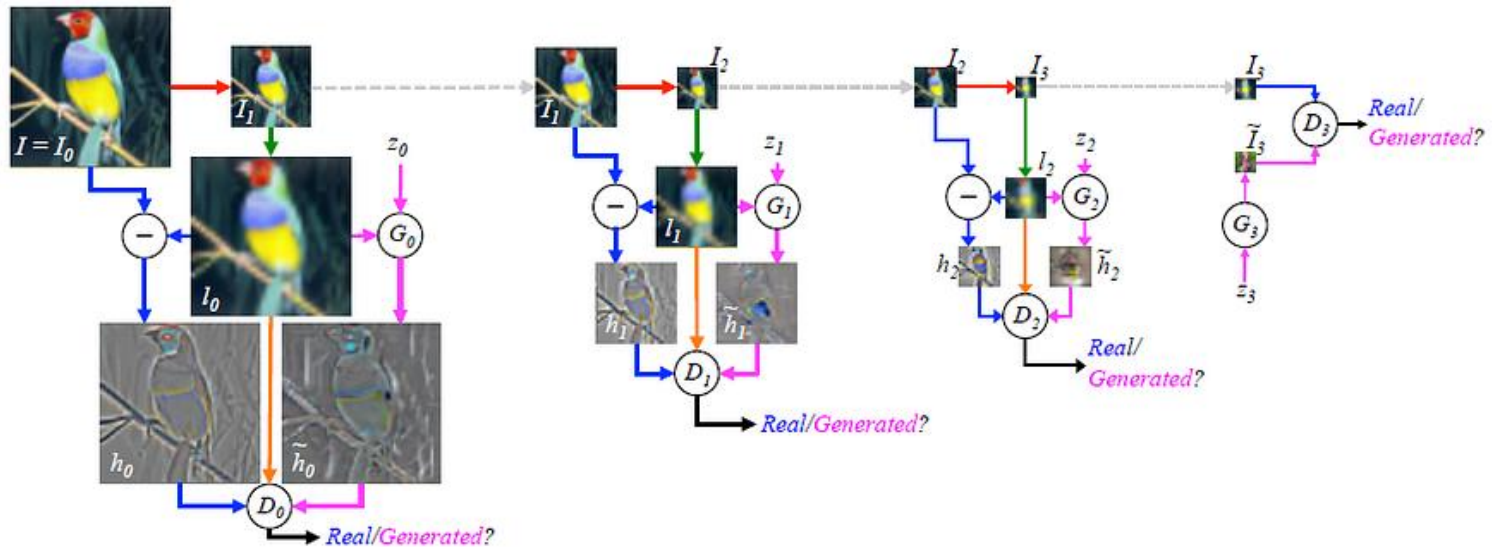 I = I₀
I₁
l₀
z₀
−
G₀
h₀
h̃₀
D₀
Real/Generated?
I₁
I₂
l₁
z₁
−
G₁
h₁
h̃₁
D₁
Real/Generated?
I₂
I₃
l₂
z₂
−
G₂
h₂
h̃₂
D₂
Real/
Generated?
I₃
Ĩ₃
D₃
G₃
z₃
Real/
Generated?